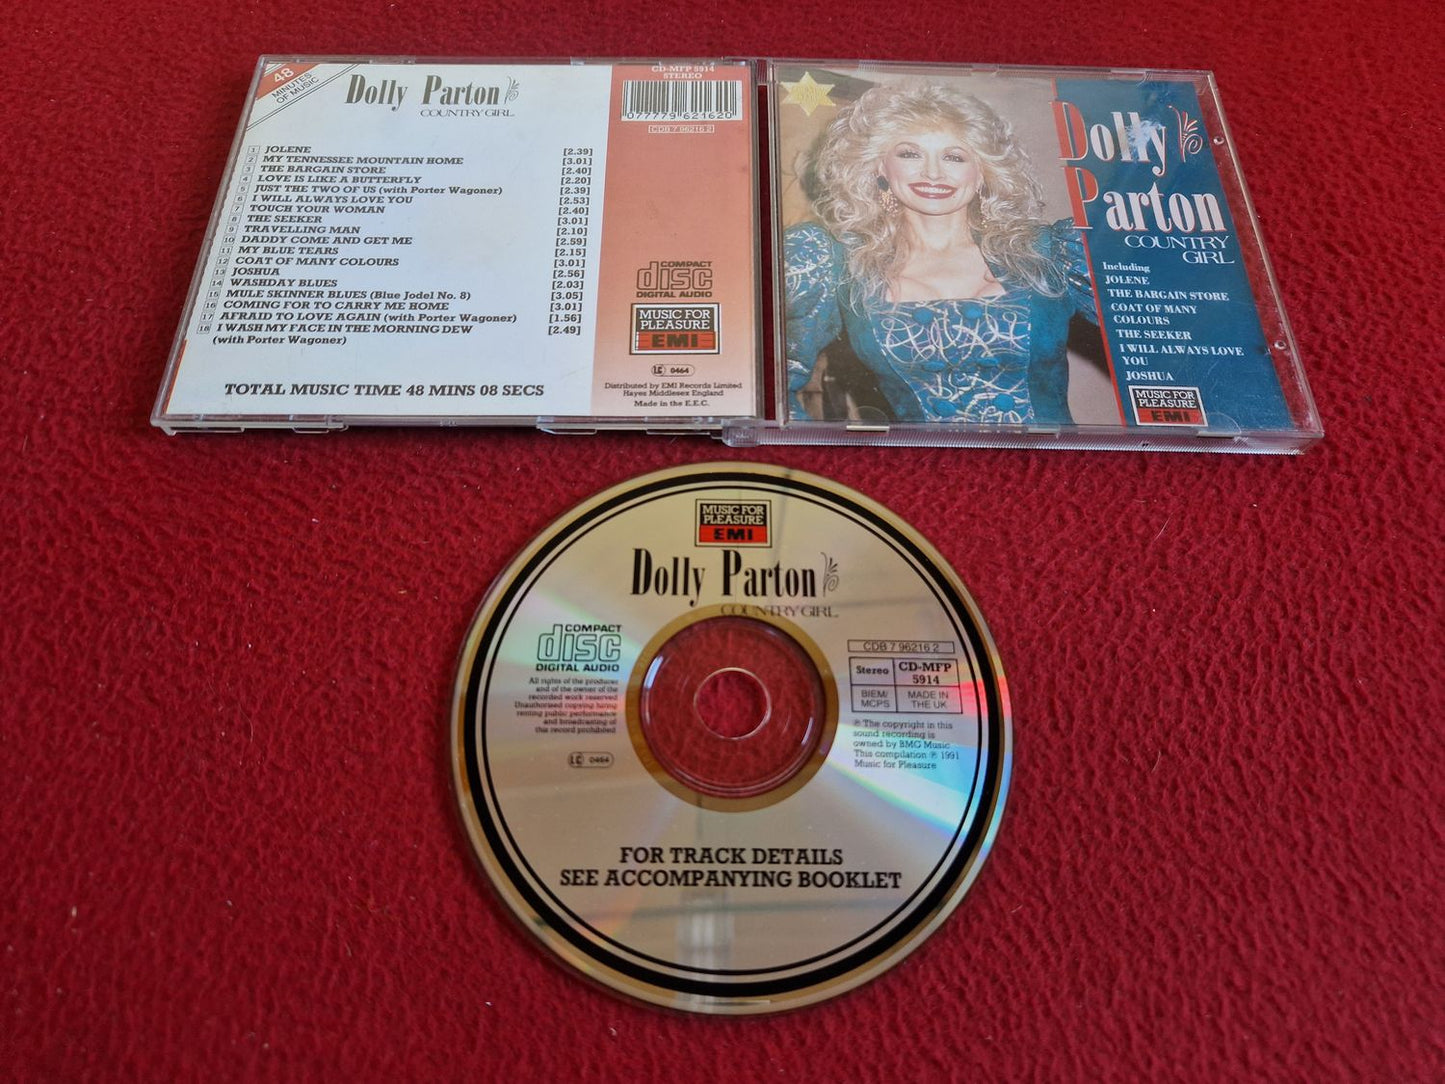 48
MINUTES
OF MUSIC
Dolly Parton
COUNTRY GIRL
1 JOLENE [2.39]
2 MY TENNESSEE MOUNTAIN HOME [3.01]
3 THE BARGAIN STORE [2.40]
4 LOVE IS LIKE A BUTTERFLY [2.20]
5 JUST THE TWO OF US (with Porter Wagoner) [2.39]
6 I WILL ALWAYS LOVE YOU [2.53]
7 TOUCH YOUR WOMAN [2.40]
8 THE SEEKER [3.01]
9 TRAVELLING MAN [2.10]
10 DADDY COME AND GET ME [2.59]
11 MY BLUE TEARS [2.15]
12 COAT OF MANY COLOURS [3.01]
13 JOSHUA [2.56]
14 WASHDAY BLUES [2.03]
15 MULE SKINNER BLUES (Blue Jodel No. 8) [3.05]
16 COMING FOR TO CARRY ME HOME [3.01]
17 AFRAID TO LOVE AGAIN (with Porter Wagoner) [1.56]
18 I WASH MY FACE IN THE MORNING DEW [2.49]
(with Porter Wagoner)
TOTAL MUSIC TIME 48 MINS 08 SECS
CD-MFP 5914
STEREO
077779 621620
CDB 7 96216 2
COMPACT
disc
DIGITAL AUDIO
MUSIC FOR
PLEASURE
EMI
LC 0464
Distributed by EMI Records Limited
Hayes Middlesex England
Made in the E.E.C.
Dolly
Parton
COUNTRY
GIRL
Including
JOLENE
THE BARGAIN STORE
COAT OF MANY
COLOURS
THE SEEKER
I WILL ALWAYS LOVE
YOU
JOSHUA
MUSIC FOR
PLEASURE
EMI
MUSIC FOR
PLEASURE
EMI
Dolly Parton
COUNTRY GIRL
COMPACT
disc
DIGITAL AUDIO
All rights of the producer
and of the owner of the
recorded work reserved
Unauthorised copying hiring
renting public performance
and broadcasting of
this record prohibited
LC 0464
CDB 7 96216 2
Stereo CD-MFP
5914
BIEM/
MCPS
MADE IN
THE UK
℗ The copyright in this
sound recording is
owned by BMG Music
This compilation ℗ 1991
Music for Pleasure
FOR TRACK DETAILS
SEE ACCOMPANYING BOOKLET